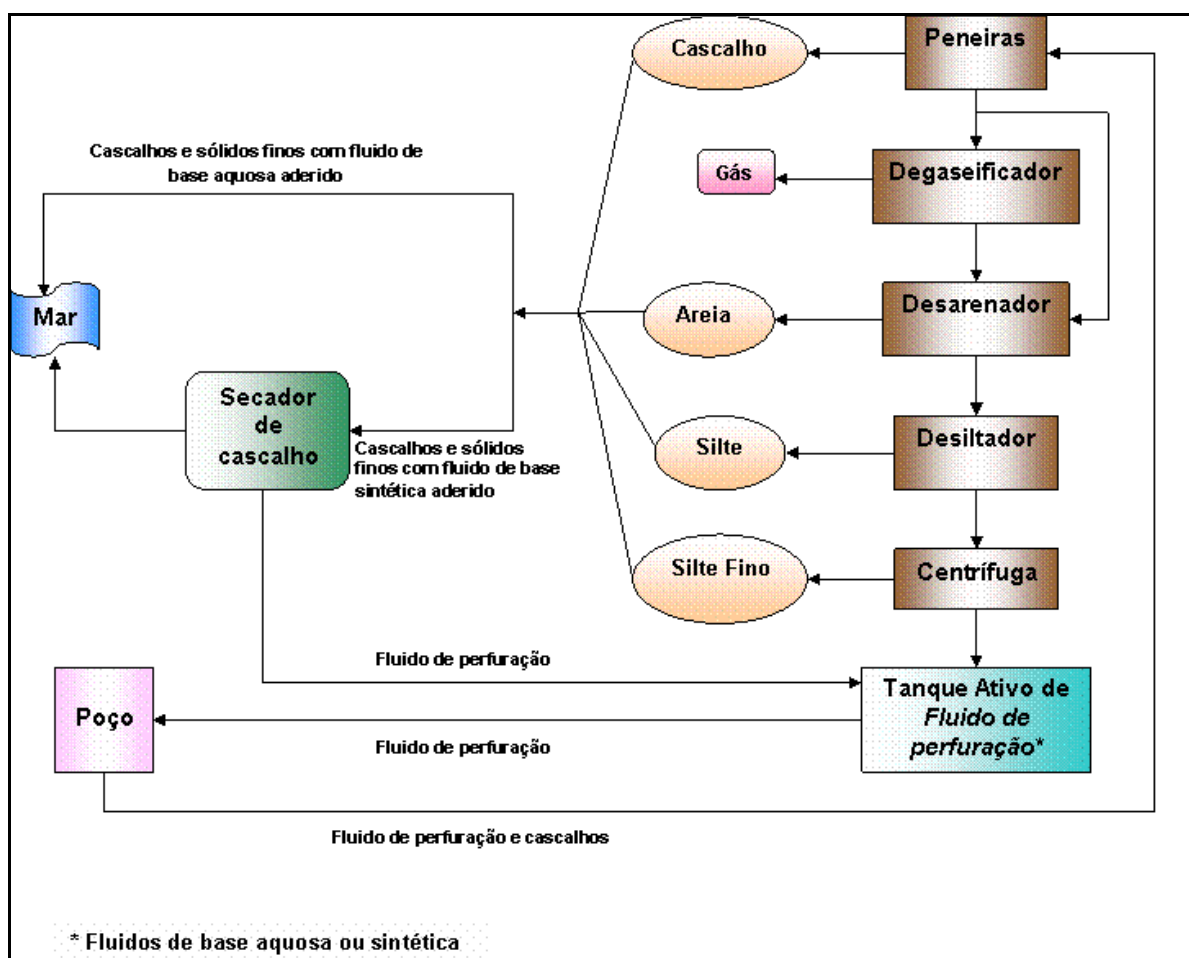 Peneiras
Cascalho
Cascalhos e sólidos finos com fluido de
base aquosa aderido
Gás
Degaseificador
Mar
Areia
Desarenador
Secador
de
cascalho
Cascalhos e sólidos
finos com fluido de base
sintética aderido
Silte
Desiltador
Silte Fino
Centrífuga
Fluido de perfuração
Poço
Tanque Ativo de
Fluido de
perfuração*
Fluido de perfuração
Fluido de perfuração e cascalhos
* Fluidos de base aquosa ou sintética